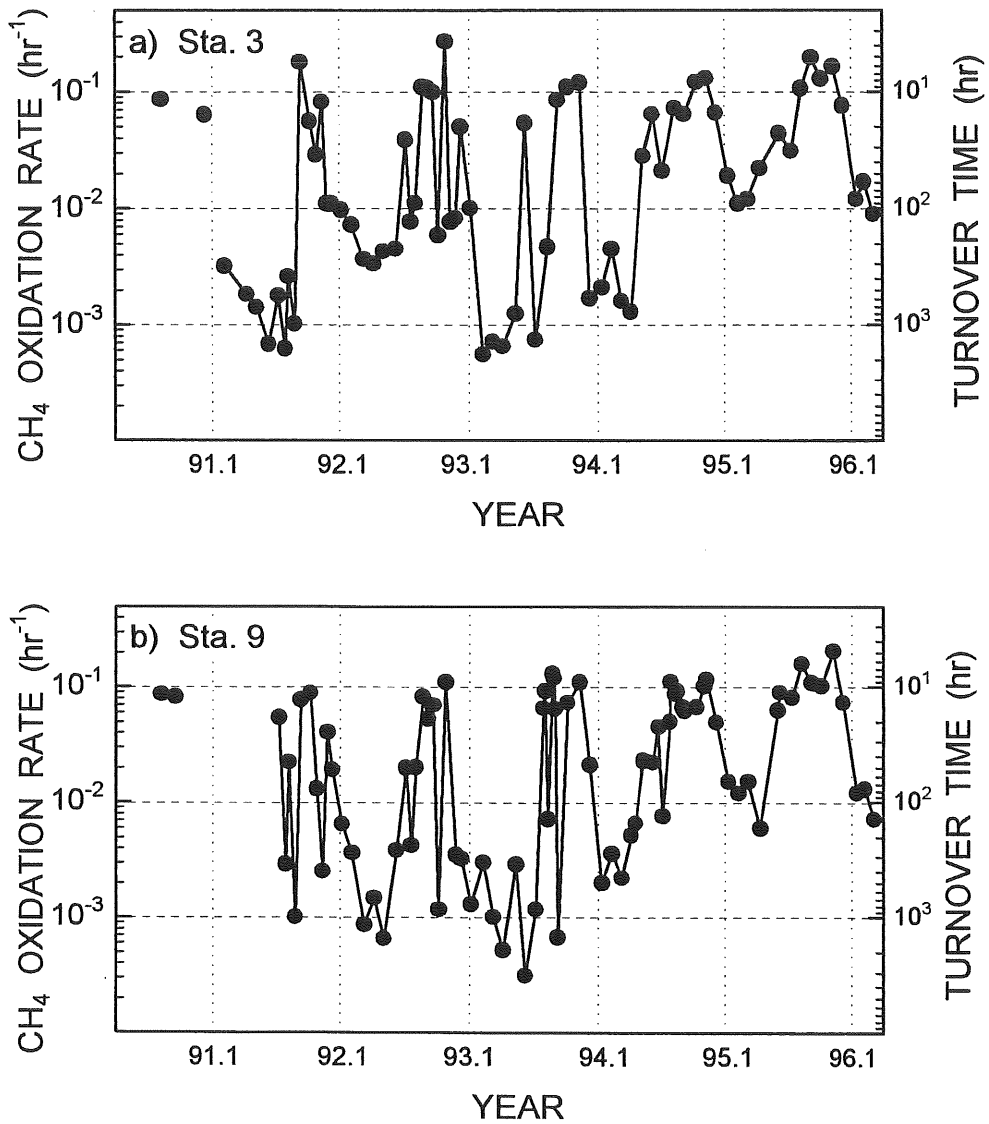 a) Sta. 3
CH₄ OXIDATION RATE (hr⁻¹)
10⁻¹
10⁻²
10⁻³
10¹
10²
10³
TURNOVER TIME (hr)
91.1 92.1 93.1 94.1 95.1 96.1
YEAR
b) Sta. 9
CH₄ OXIDATION RATE (hr⁻¹)
10⁻¹
10⁻²
10⁻³
10¹
10²
10³
TURNOVER TIME (hr)
91.1 92.1 93.1 94.1 95.1 96.1
YEAR